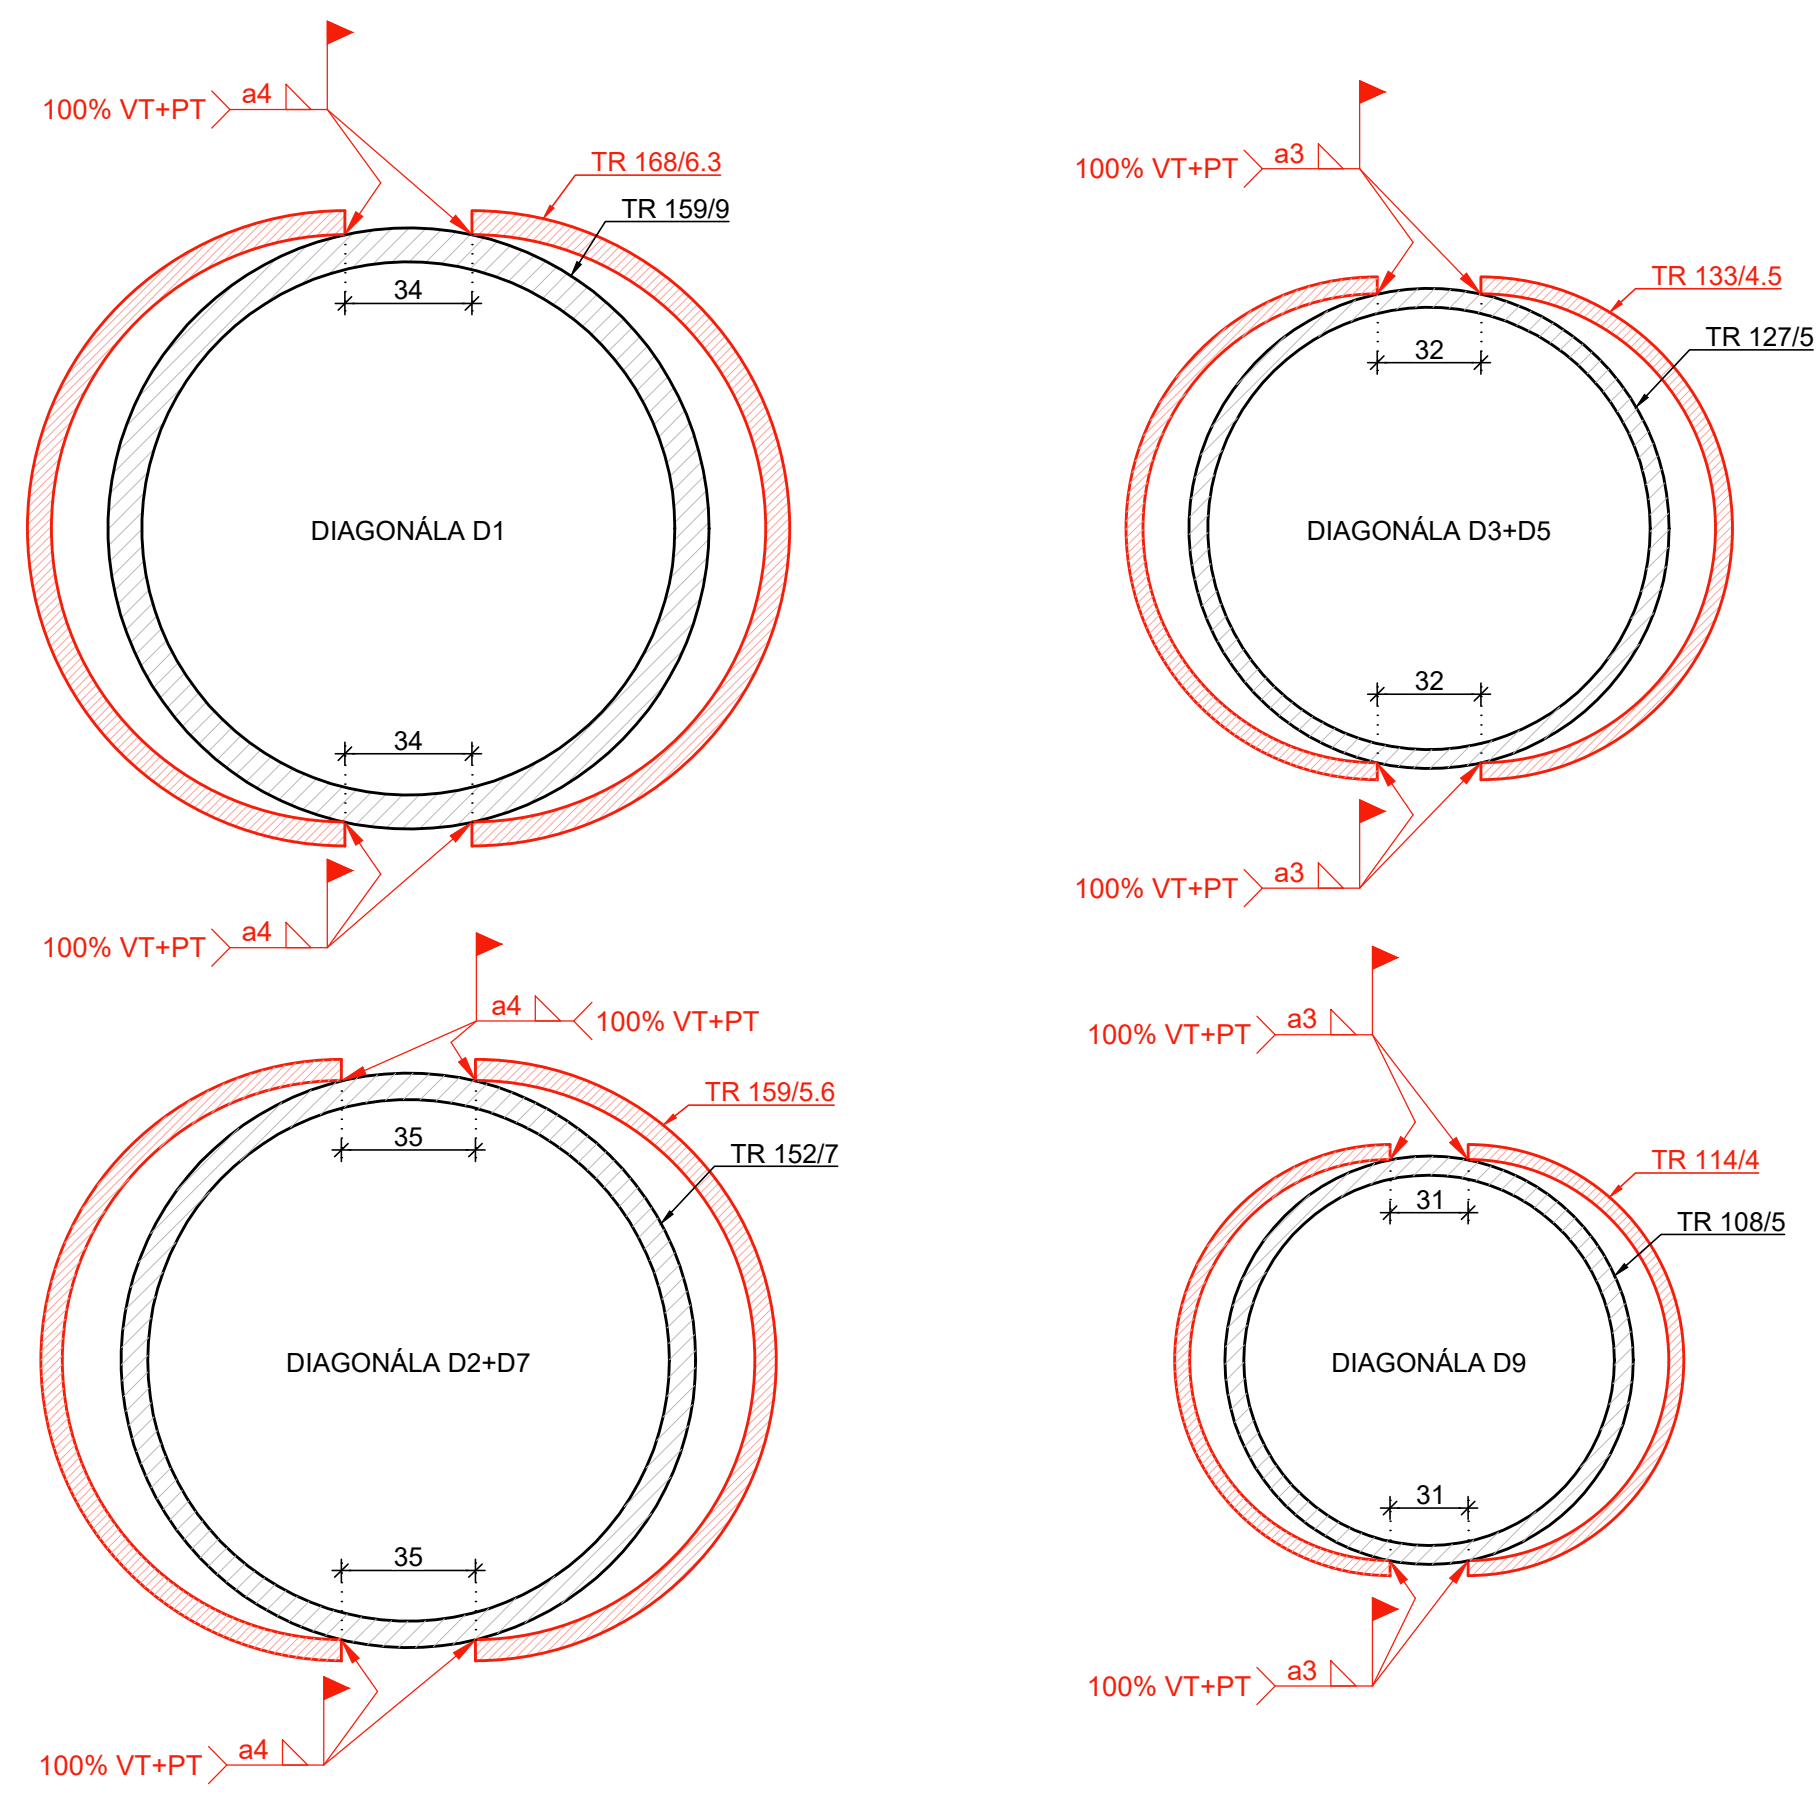 100% VT+PT
a4
TR 168/6.3
TR 159/9
34
DIAGONÁLA D1
34
100% VT+PT
a4
100% VT+PT
a3
TR 133/4.5
TR 127/5
32
DIAGONÁLA D3+D5
32
100% VT+PT
a3
a4
100% VT+PT
TR 159/5.6
TR 152/7
35
DIAGONÁLA D2+D7
35
100% VT+PT
a4
100% VT+PT
a3
TR 114/4
TR 108/5
31
DIAGONÁLA D9
31
100% VT+PT
a3